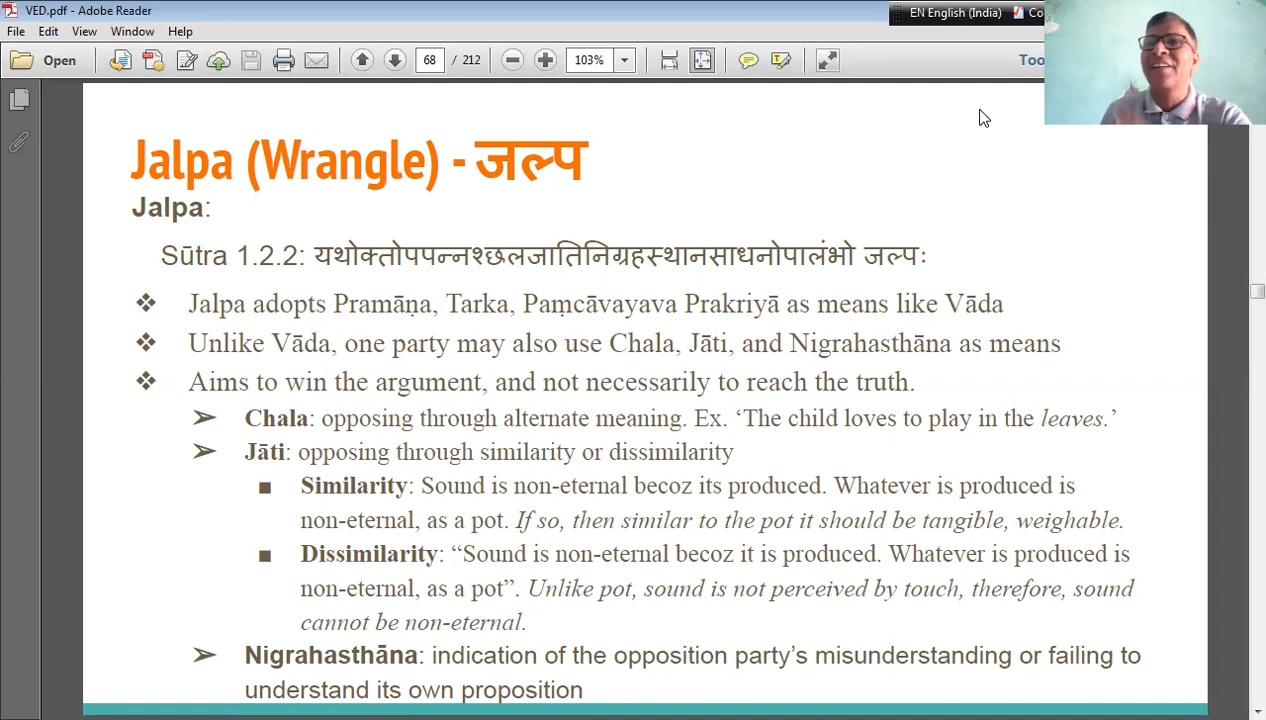 VED.pdf - Adobe Reader
EN English (India)
Co
File Edit View Window Help
Open
68 / 212
103%
Too
Jalpa (Wrangle) - जल्प
Jalpa:
Sūtra 1.2.2: यथोक्तोपपन्नश्छलजातिनिग्रहस्थानसाधनोपालंभो जल्पः
❖ Jalpa adopts Pramāṇa, Tarka, Paṃcāvayava Prakriyā as means like Vāda
❖ Unlike Vāda, one party may also use Chala, Jāti, and Nigrahasthāna as means
❖ Aims to win the argument, and not necessarily to reach the truth.
➢ Chala: opposing through alternate meaning. Ex. ‘The child loves to play in the leaves.’
➢ Jāti: opposing through similarity or dissimilarity
■ Similarity: Sound is non-eternal becoz its produced. Whatever is produced is
non-eternal, as a pot. If so, then similar to the pot it should be tangible, weighable.
■ Dissimilarity: “Sound is non-eternal becoz it is produced. Whatever is produced is
non-eternal, as a pot”. Unlike pot, sound is not perceived by touch, therefore, sound
cannot be non-eternal.
➢ Nigrahasthāna: indication of the opposition party’s misunderstanding or failing to
understand its own proposition